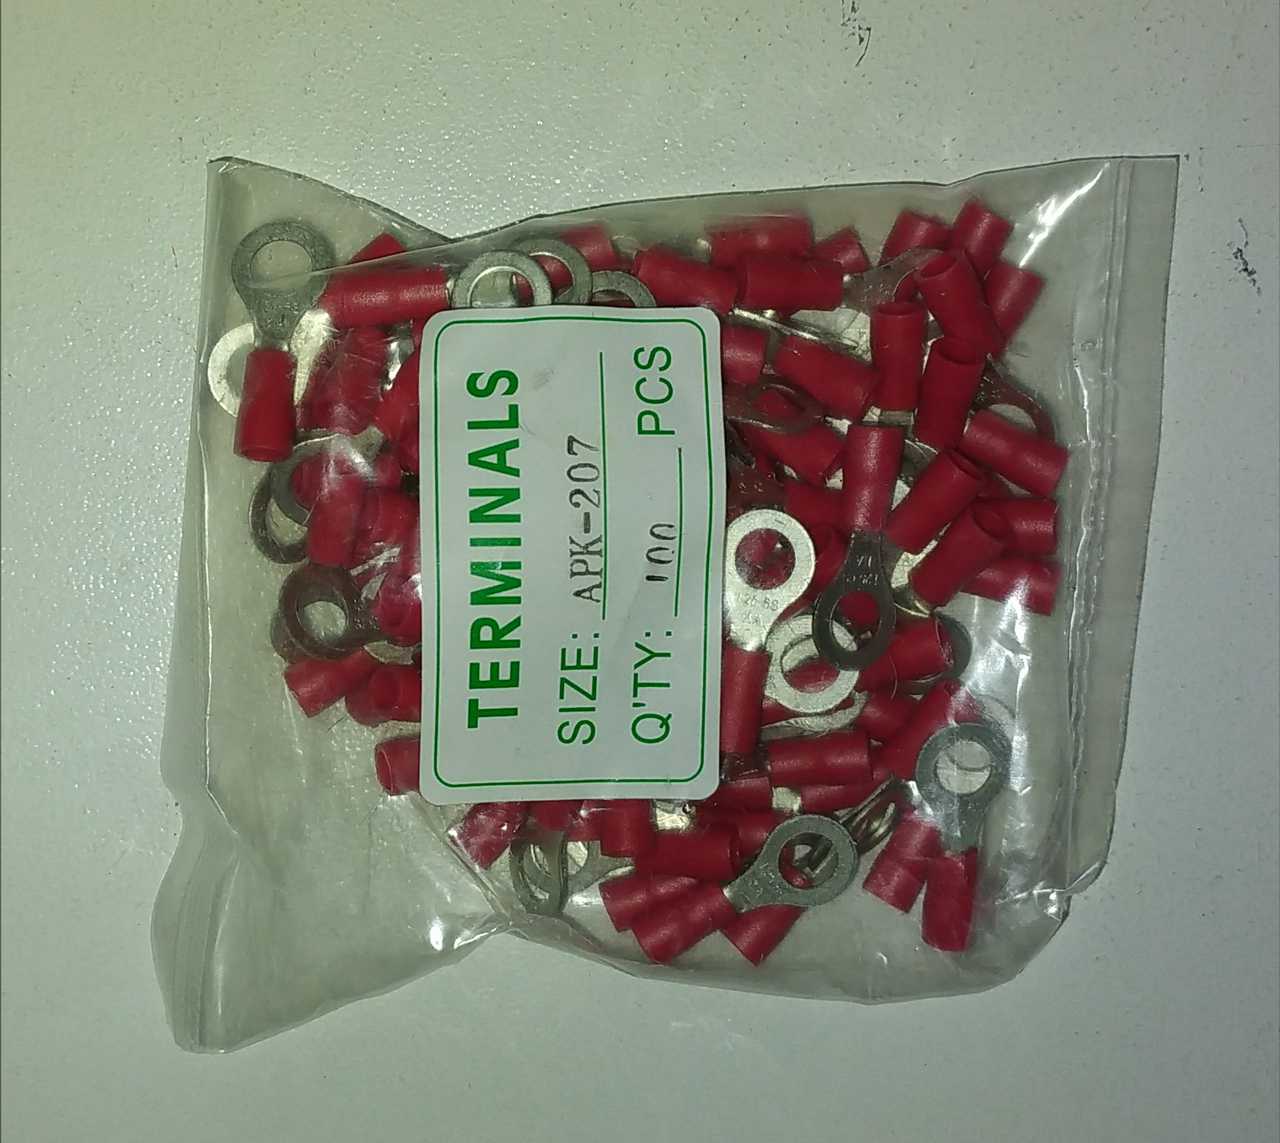 TERMINALS
SIZE: APK-207
Q'TY: 100 PCS